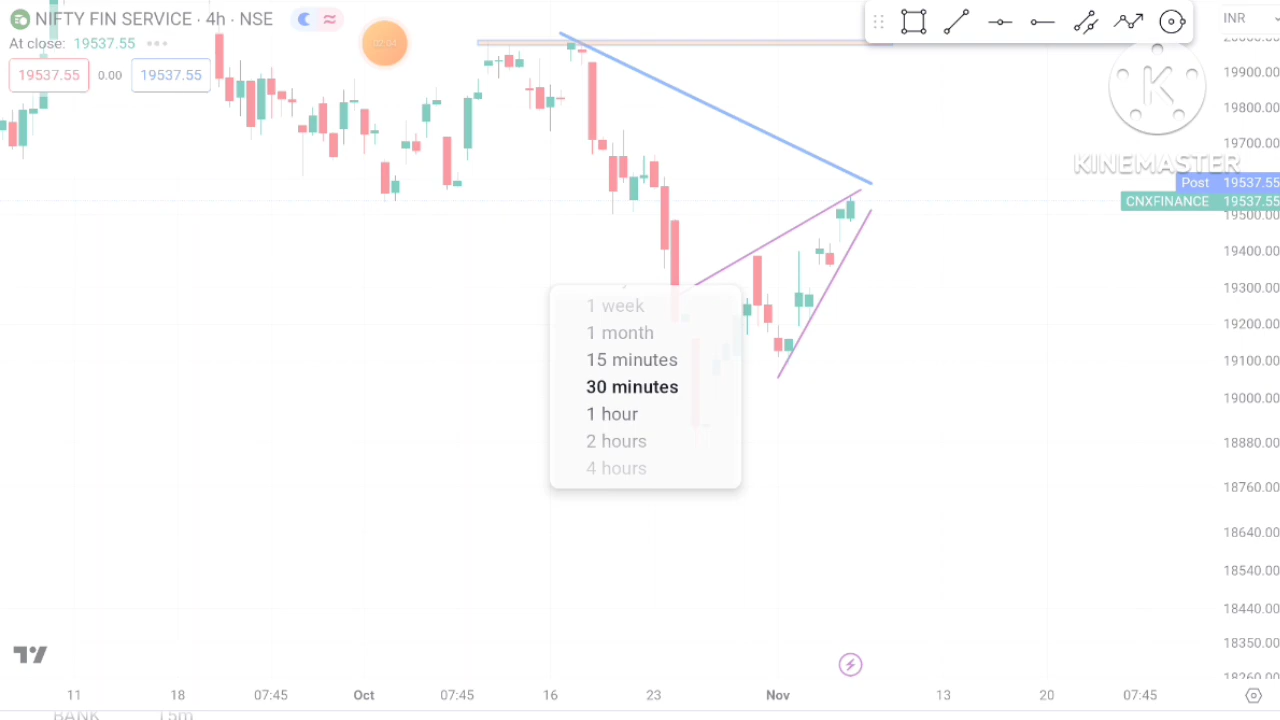 NIFTY FIN SERVICE · 4h · NSE
At close: 19537.55
19537.55 0.00 19537.55
02:04
INR
19900.00
19800.00
19700.00
KINEMASTER
Post 19537.55
CNXFINANCE 19537.55
19500.00
19400.00
19300.00
19200.00
19100.00
19000.00
18880.00
18760.00
18640.00
18540.00
18440.00
18350.00
18260.00
1 week
1 month
15 minutes
30 minutes
1 hour
2 hours
4 hours
11 18 07:45 Oct 07:45 16 23 Nov 13 20 07:45
BANK 15m